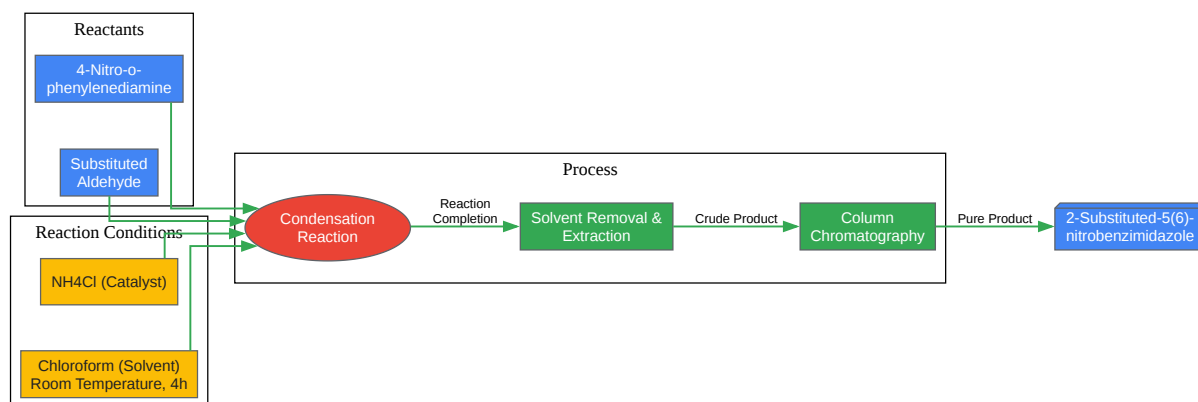 Reactants
4-Nitro-o-
phenylenediamine
Substituted
Aldehyde
Reaction Conditions
NH4Cl (Catalyst)
Chloroform (Solvent)
Room Temperature, 4h
Process
Condensation
Reaction
Reaction
Completion
Solvent Removal &
Extraction
Crude Product
Column
Chromatography
Pure Product
2-Substituted-5(6)-
nitrobenzimidazole